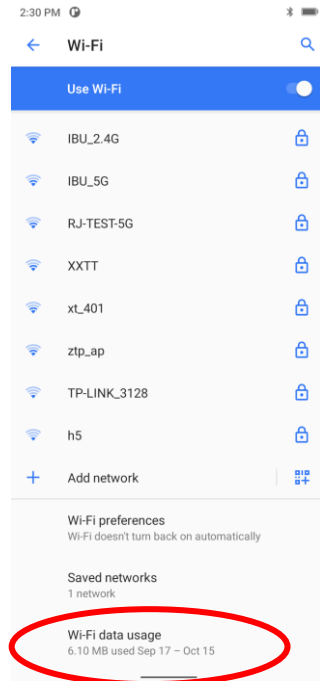 2:30 PM
Wi-Fi
Use Wi-Fi
IBU_2.4G
IBU_5G
RJ-TEST-5G
XXTT
xt_401
ztp_ap
TP-LINK_3128
h5
Add network
Wi-Fi preferences
Wi-Fi doesn't turn back on automatically
Saved networks
1 network
Wi-Fi data usage
6.10 MB used Sep 17 – Oct 15